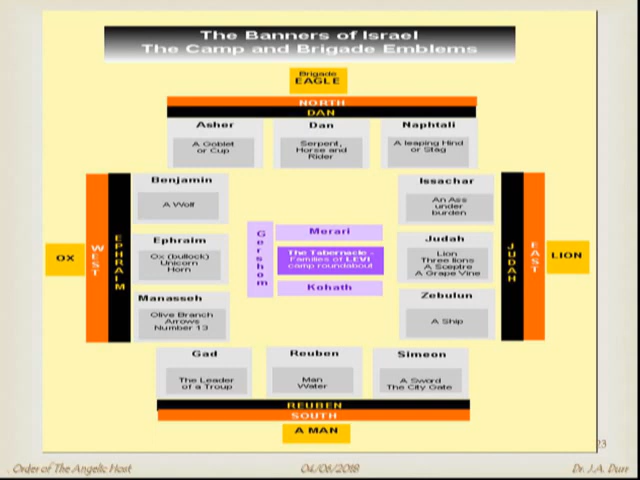 The Banners of Israel
The Camp and Brigade Emblems
Brigade
EAGLE
NORTH
DAN
Asher
A Goblet
or Cup
Dan
Serpent,
Horse and
Rider
Naphtali
A leaping Hind
or Stag
Benjamin
A Wolf
Issachar
An Ass
under
burden
OX
WEST
EPHRAIM
Ephraim
Ox (bullock)
Unicorn
Horn
Gershom
Merari
The Tabernacle -
Families of LEVI
camp roundabout
Kohath
Judah
Lion
Three lions
A Sceptre
A Grape Vine
JUDAH
EAST
LION
Manasseh
Olive Branch
Arrows
Number 13
Zebulun
A Ship
Gad
The Leader
of a Troup
Reuben
Man
Water
Simeon
A Sword
The City Gate
REUBEN
SOUTH
A MAN
23
Order of The Angelic Host
04/06/2018
Dr. J.A. Durr